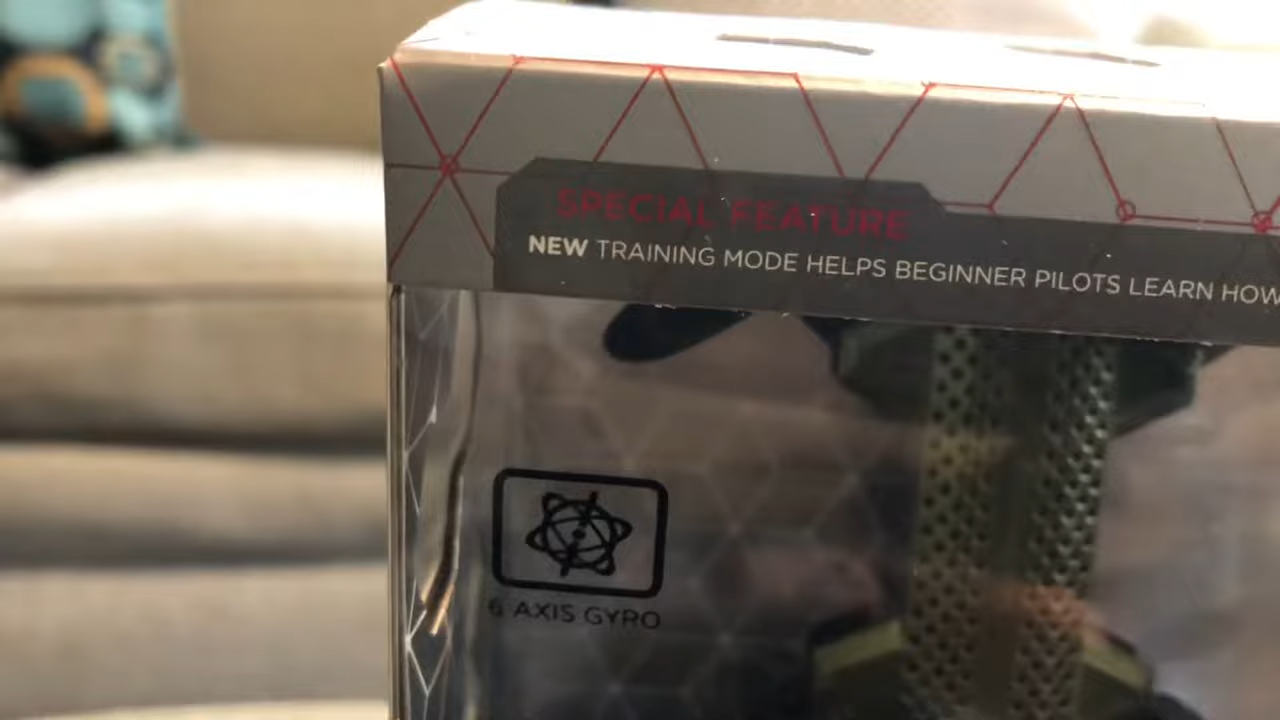 SPECIAL FEATURE
NEW TRAINING MODE HELPS BEGINNER PILOTS LEARN HOW
6 AXIS GYRO